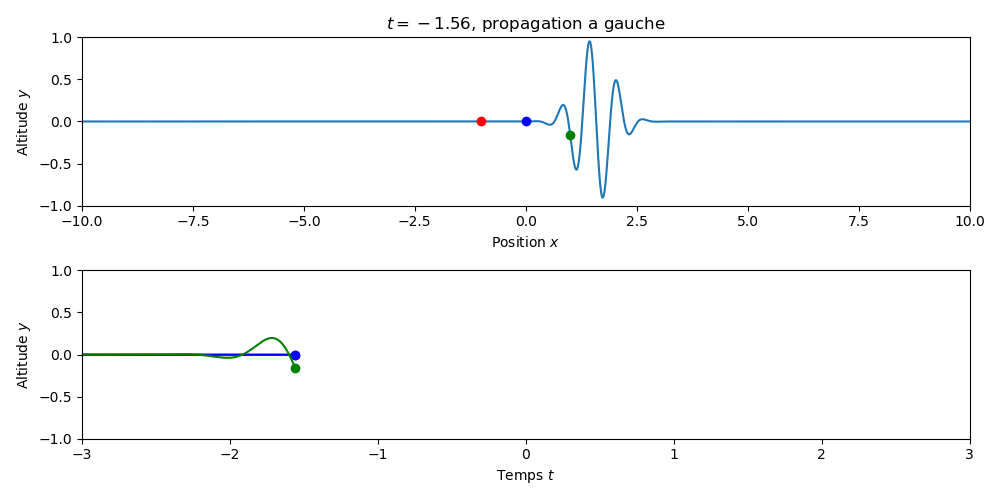 t = −1.56, propagation a gauche
1.0
0.5
0.0
−0.5
−1.0
Altitude y
−10.0 −7.5 −5.0 −2.5 0.0 2.5 5.0 7.5 10.0
Position x
1.0
0.5
0.0
−0.5
−1.0
Altitude y
−3 −2 −1 0 1 2 3
Temps t